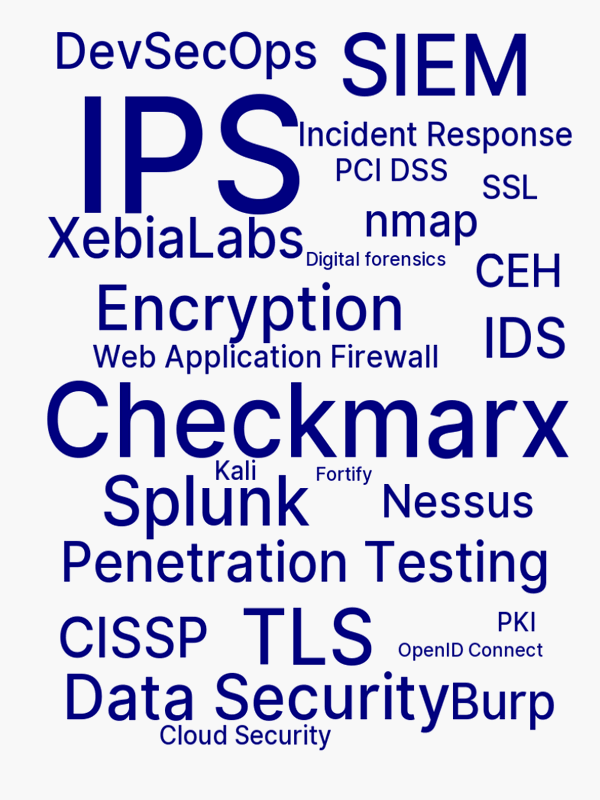 DevSecOps
SIEM
IPS
Incident Response
PCI DSS
SSL
nmap
XebiaLabs
Digital forensics
CEH
Encryption
IDS
Web Application Firewall
Checkmarx
Kali
Fortify
Splunk
Nessus
Penetration Testing
CISSP
TLS
PKI
OpenID Connect
Data Security
Burp
Cloud Security